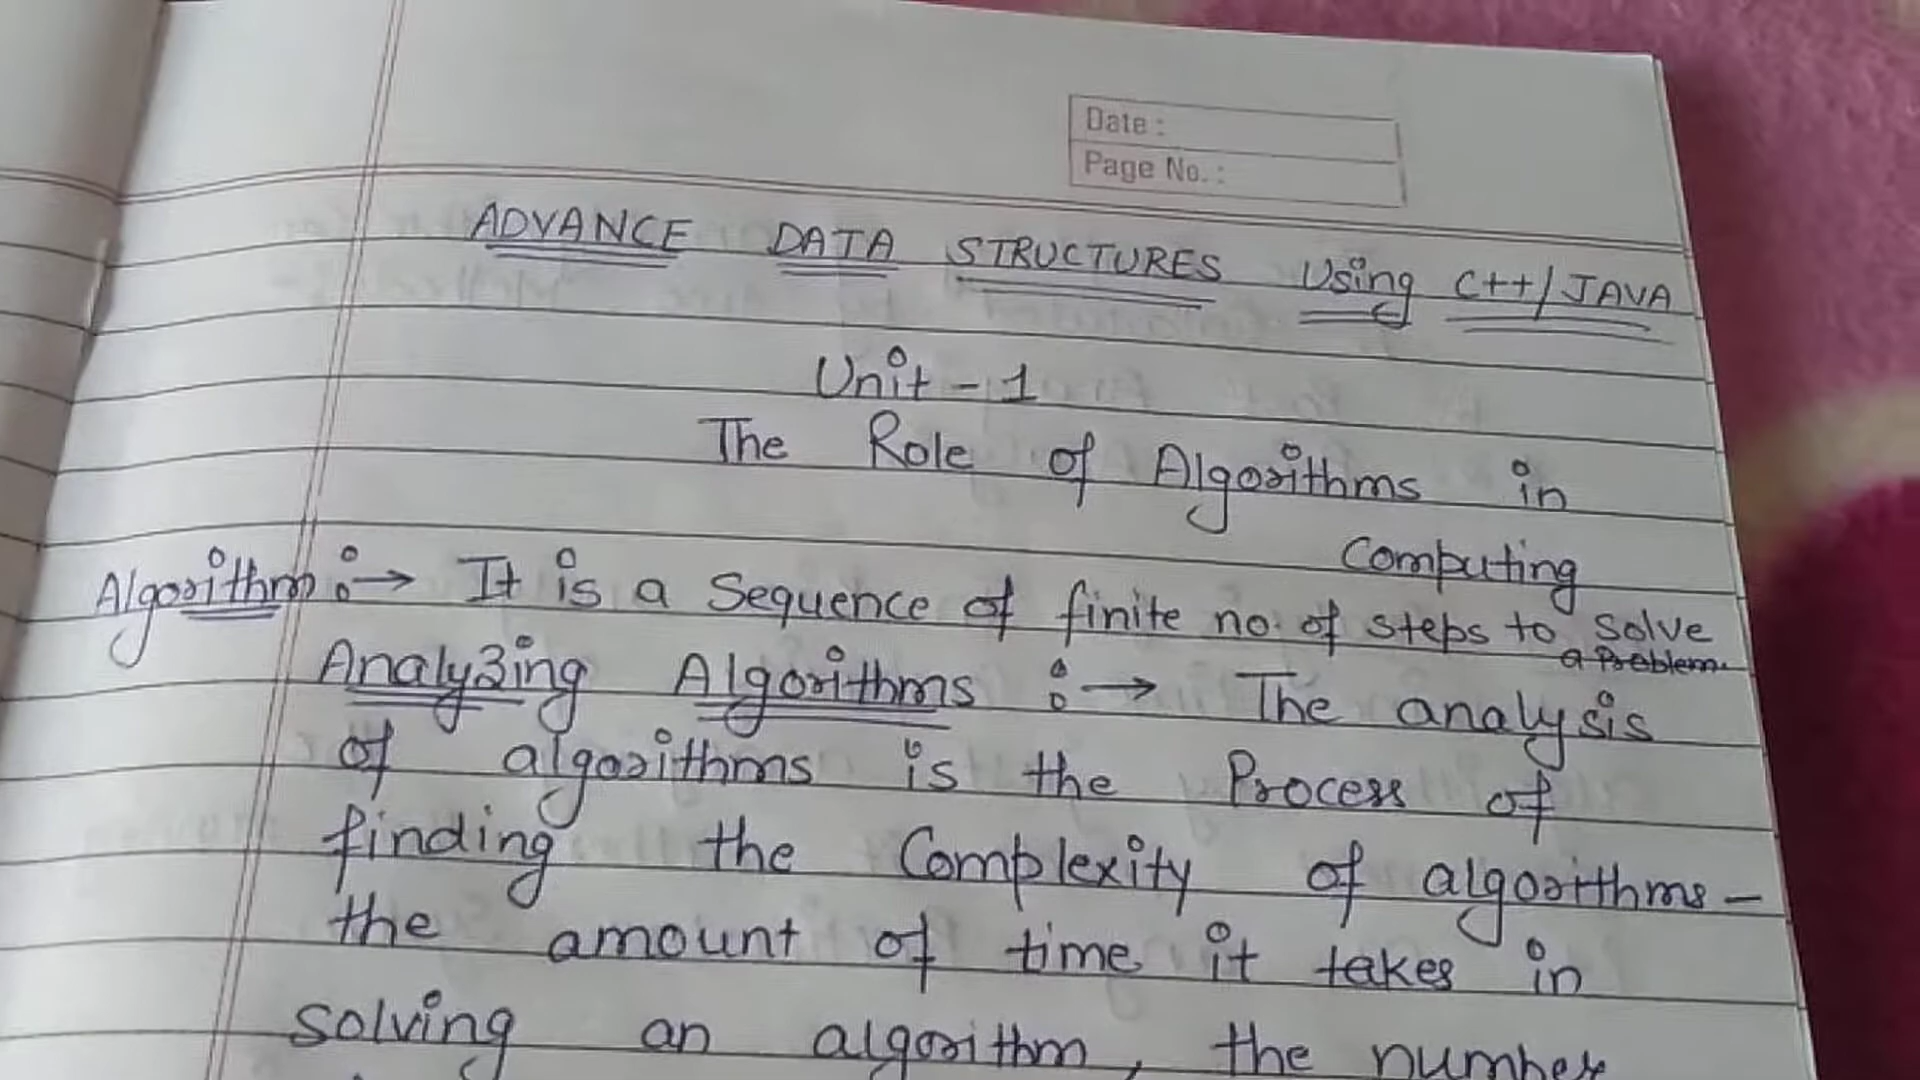 Date :
Page No. :
ADVANCE DATA STRUCTURES Using C++/JAVA
Unit - 1
The Role of Algorithms in
Computing
Algorithm :→ It is a Sequence of finite no. of steps to solve
a Problem.
Analyzing Algorithms :→ The analysis
of algorithms is the Process of
finding the Complexity of algorithms -
the amount of time it takes in
solving an algorithm, the number